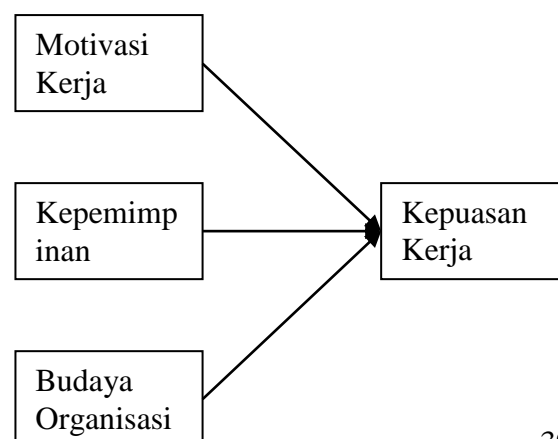 Motivasi
Kerja
Kepemimp
inan
Kepuasan
Kerja
Budaya
Organisasi